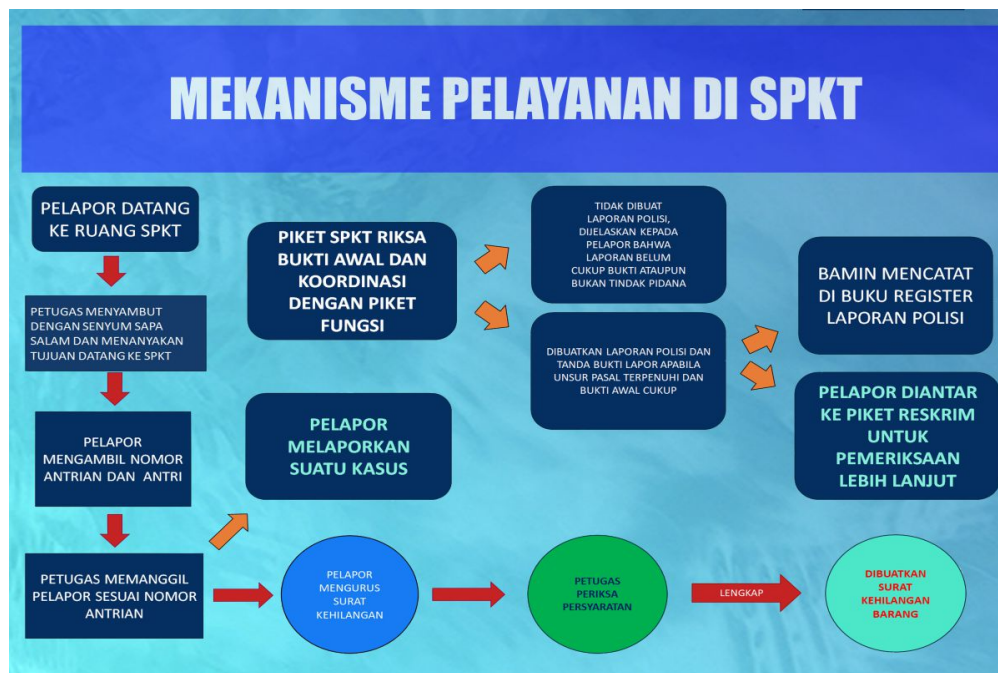 MEKANISME PELAYANAN DI SPKT
PELAPOR DATANG
KE RUANG SPKT
PETUGAS MENYAMBUT
DENGAN SENYUM SAPA
SALAM DAN MENANYAKAN
TUJUAN DATANG KE SPKT
PELAPOR
MENGAMBIL NOMOR
ANTRIAN DAN ANTRI
PETUGAS MEMANGGIL
PELAPOR SESUAI NOMOR
ANTRIAN
PIKET SPKT RIKSA
BUKTI AWAL DAN
KOORDINASI
DENGAN PIKET
FUNGSI
PELAPOR
MELAPORKAN
SUATU KASUS
TIDAK DIBUAT
LAPORAN POLISI,
DIJELASKAN KEPADA
PELAPOR BAHWA
LAPORAN BELUM
CUKUP BUKTI ATAUPUN
BUKAN TINDAK PIDANA
DIBUATKAN LAPORAN POLISI DAN
TANDA BUKTI LAPOR APABILA
UNSUR PASAL TERPENUHI DAN
BUKTI AWAL CUKUP
BAMIN MENCATAT
DI BUKU REGISTER
LAPORAN POLISI
PELAPOR DIANTAR
KE PIKET RESKRIM
UNTUK
PEMERIKSAAN
LEBIH LANJUT
PELAPOR
MENGURUS
SURAT
KEHILANGAN
PETUGAS
PERIKSA
PERSYARATAN
LENGKAP
DIBUATKAN
SURAT
KEHILANGAN
BARANG